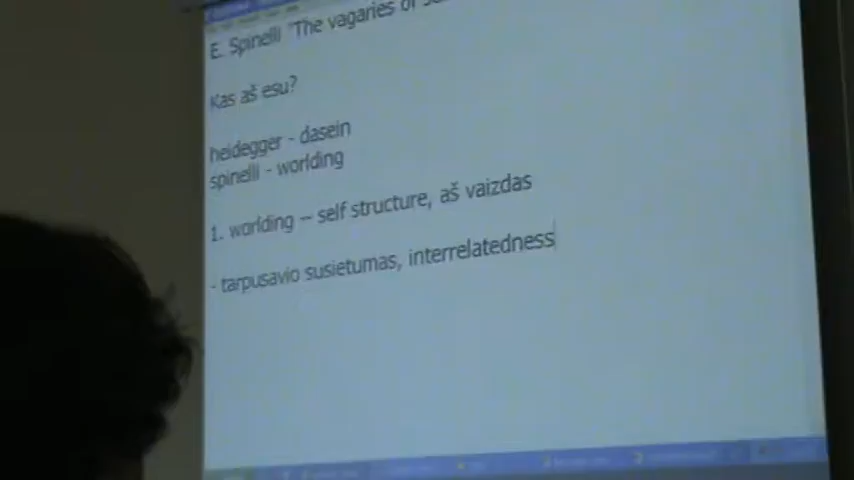 E. Spinelli "The vagaries of
Kas aš esu?
heidegger - dasein
spinelli - worlding
1. worlding – self structure, aš vaizdas
- tarpusavio susietumas, interrelatedness